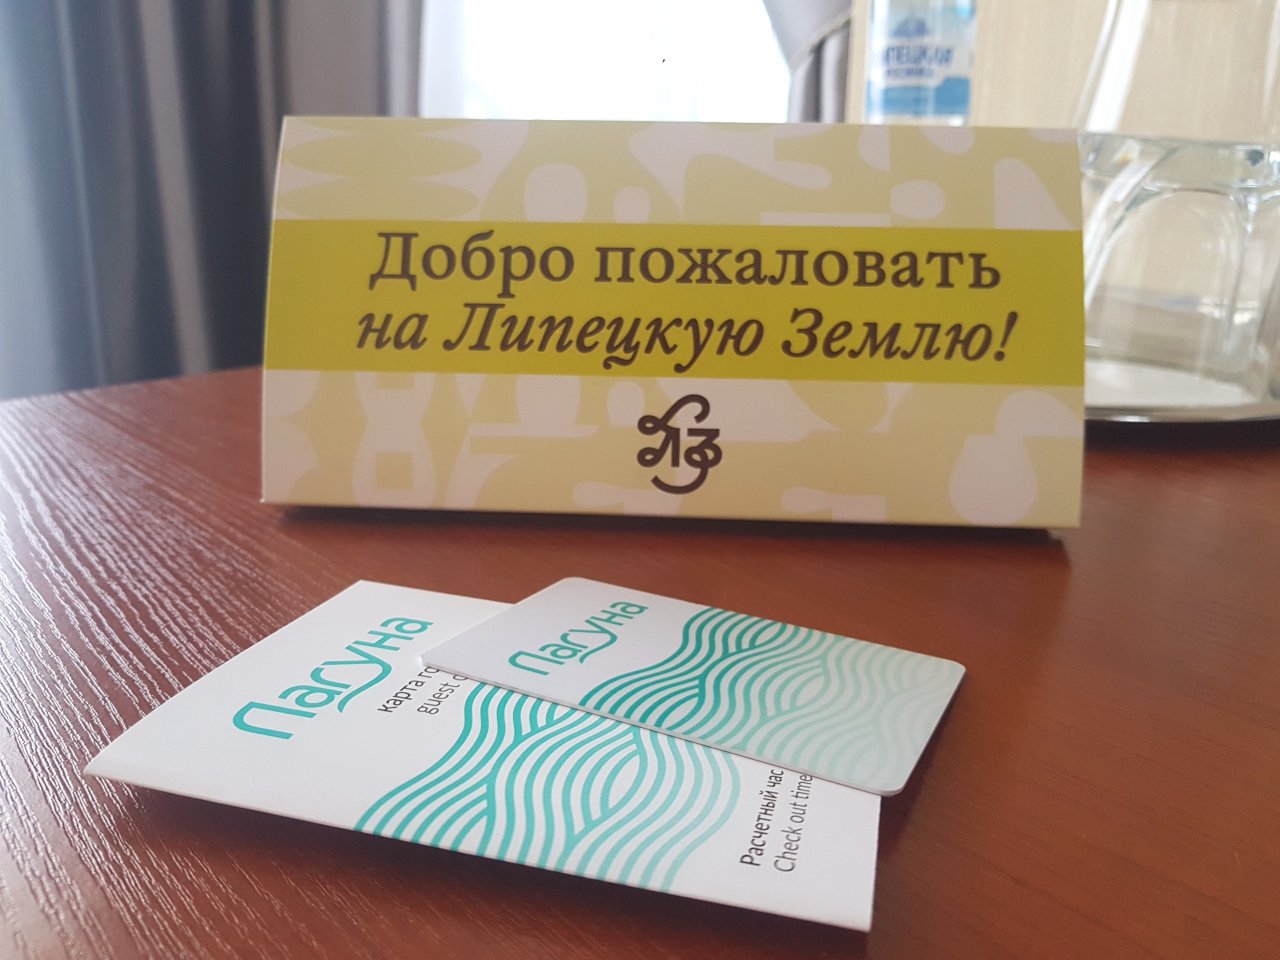 Добро пожаловать
на Липецкую Землю!
ЛЗ
Лагуна
карта
guest
Лагуна
Расчетный час
Check out time